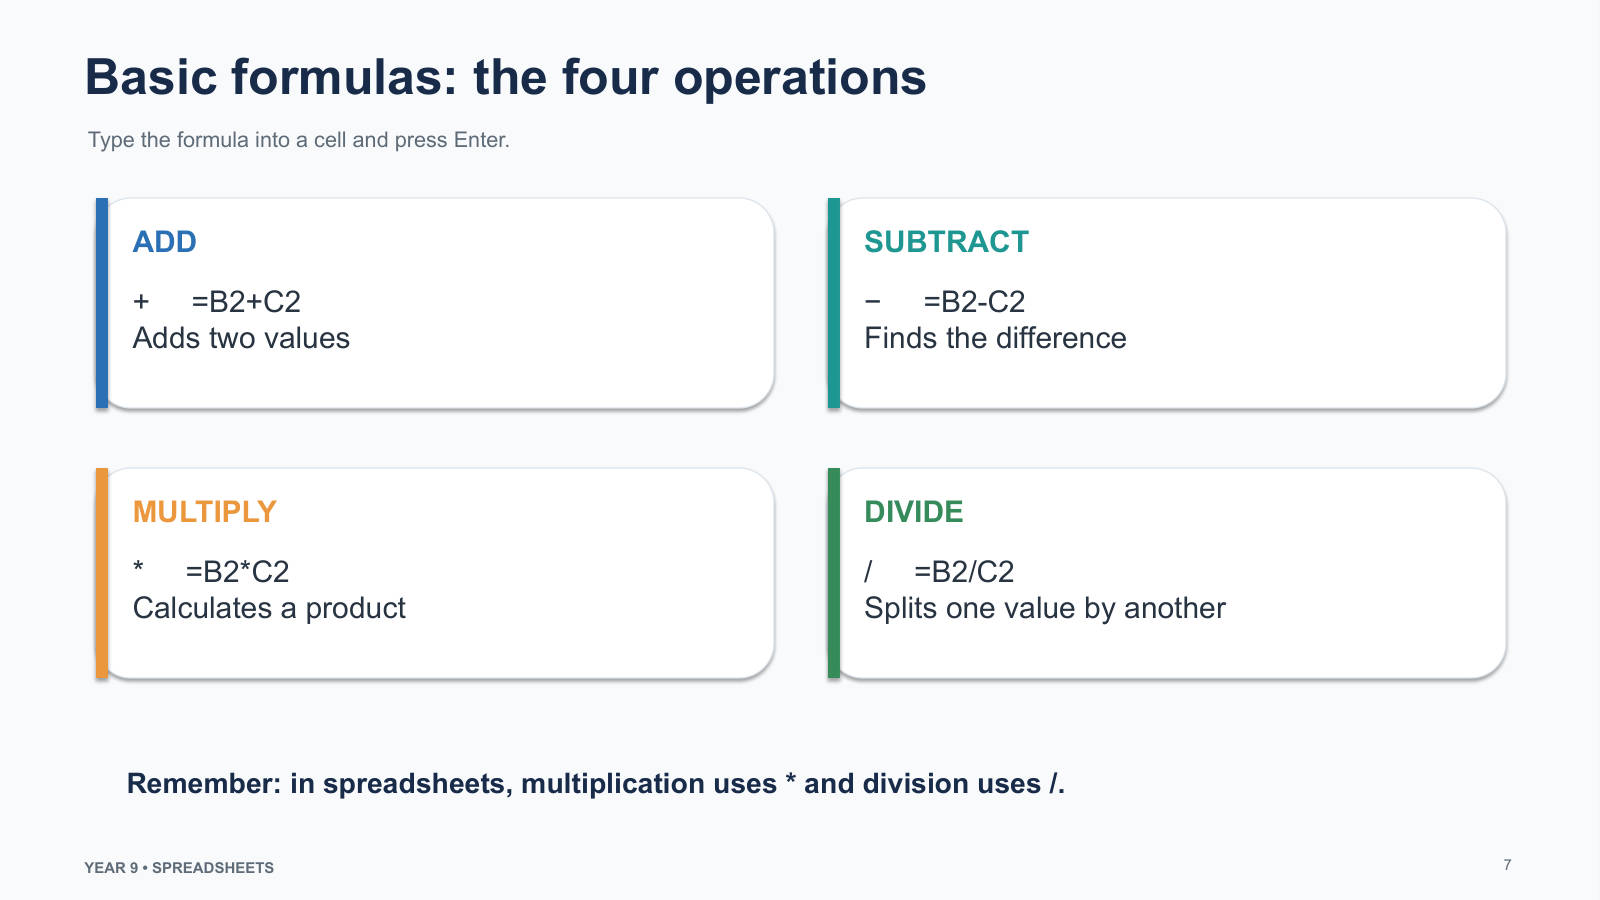 Basic formulas: the four operations
Type the formula into a cell and press Enter.
ADD
+ =B2+C2
Adds two values
SUBTRACT
− =B2-C2
Finds the difference
MULTIPLY
* =B2*C2
Calculates a product
DIVIDE
/ =B2/C2
Splits one value by another
Remember: in spreadsheets, multiplication uses * and division uses /.
YEAR 9 • SPREADSHEETS
7